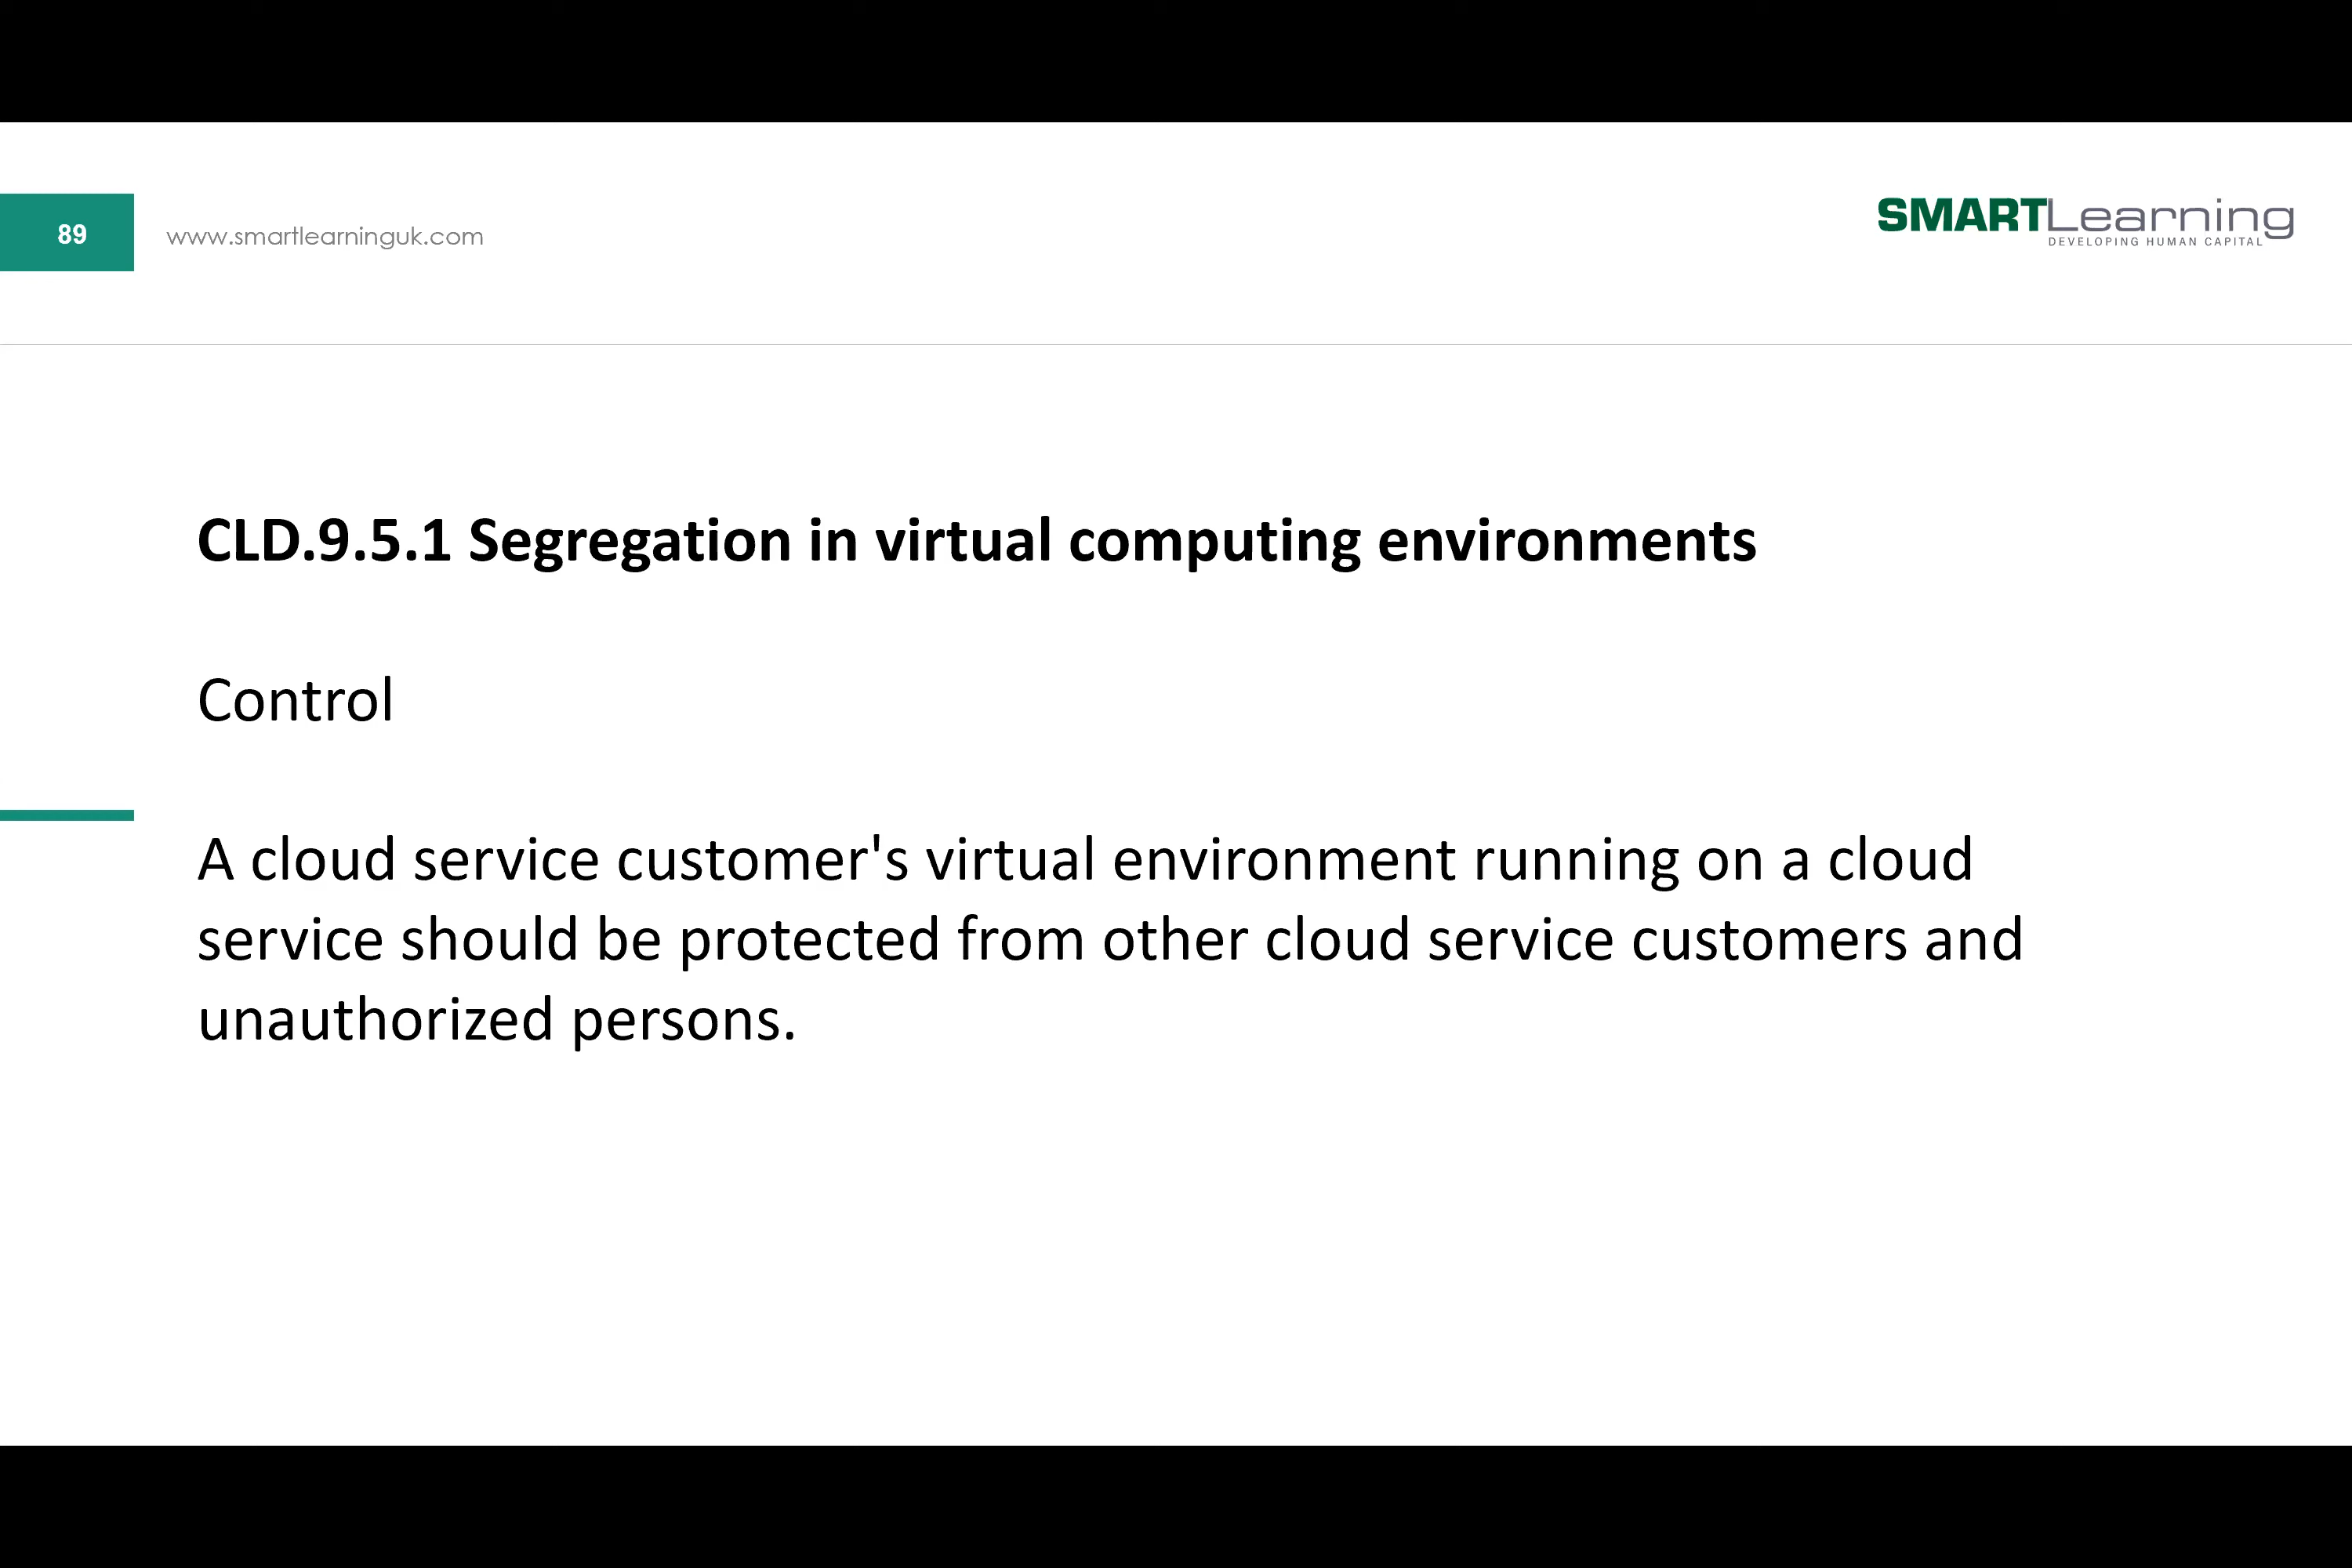 89
www.smartlearninguk.com
SMARTLearning
DEVELOPING HUMAN CAPITAL
CLD.9.5.1 Segregation in virtual computing environments
Control
A cloud service customer's virtual environment running on a cloud
service should be protected from other cloud service customers and
unauthorized persons.